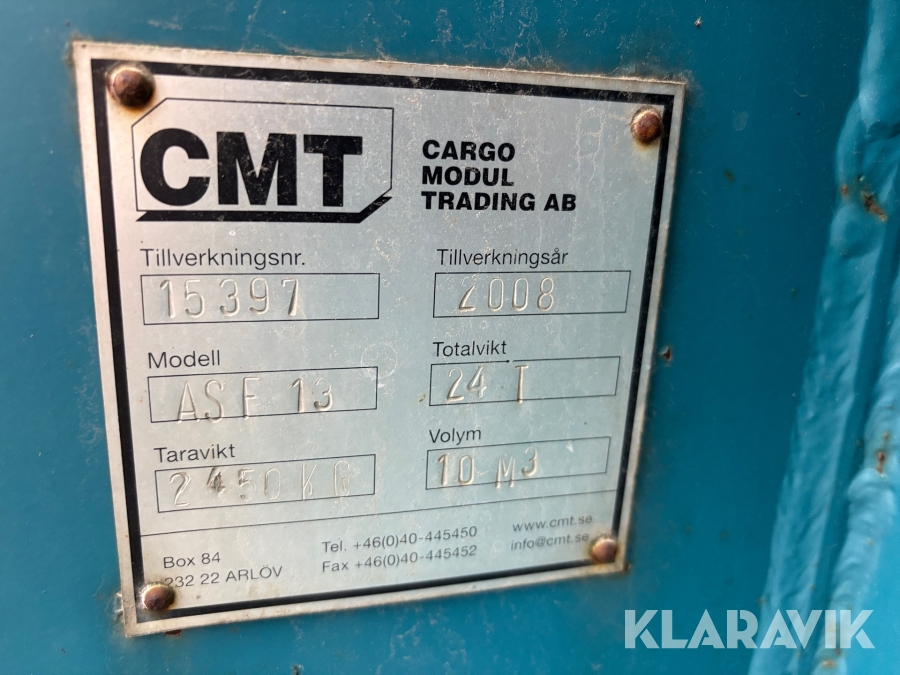 CMT
CARGO
MODUL
TRADING AB
Tillverkningsnr.
15397
Tillverkningsår
2008
Modell
ASF 13
Totalvikt
24 T
Taravikt
2450 KG
Volym
10 M3
Box 84
232 22 ARLÖV
Tel. +46(0)40-445450
Fax +46(0)40-445452
www.cmt.se
info@cmt.se
KLARAVIK